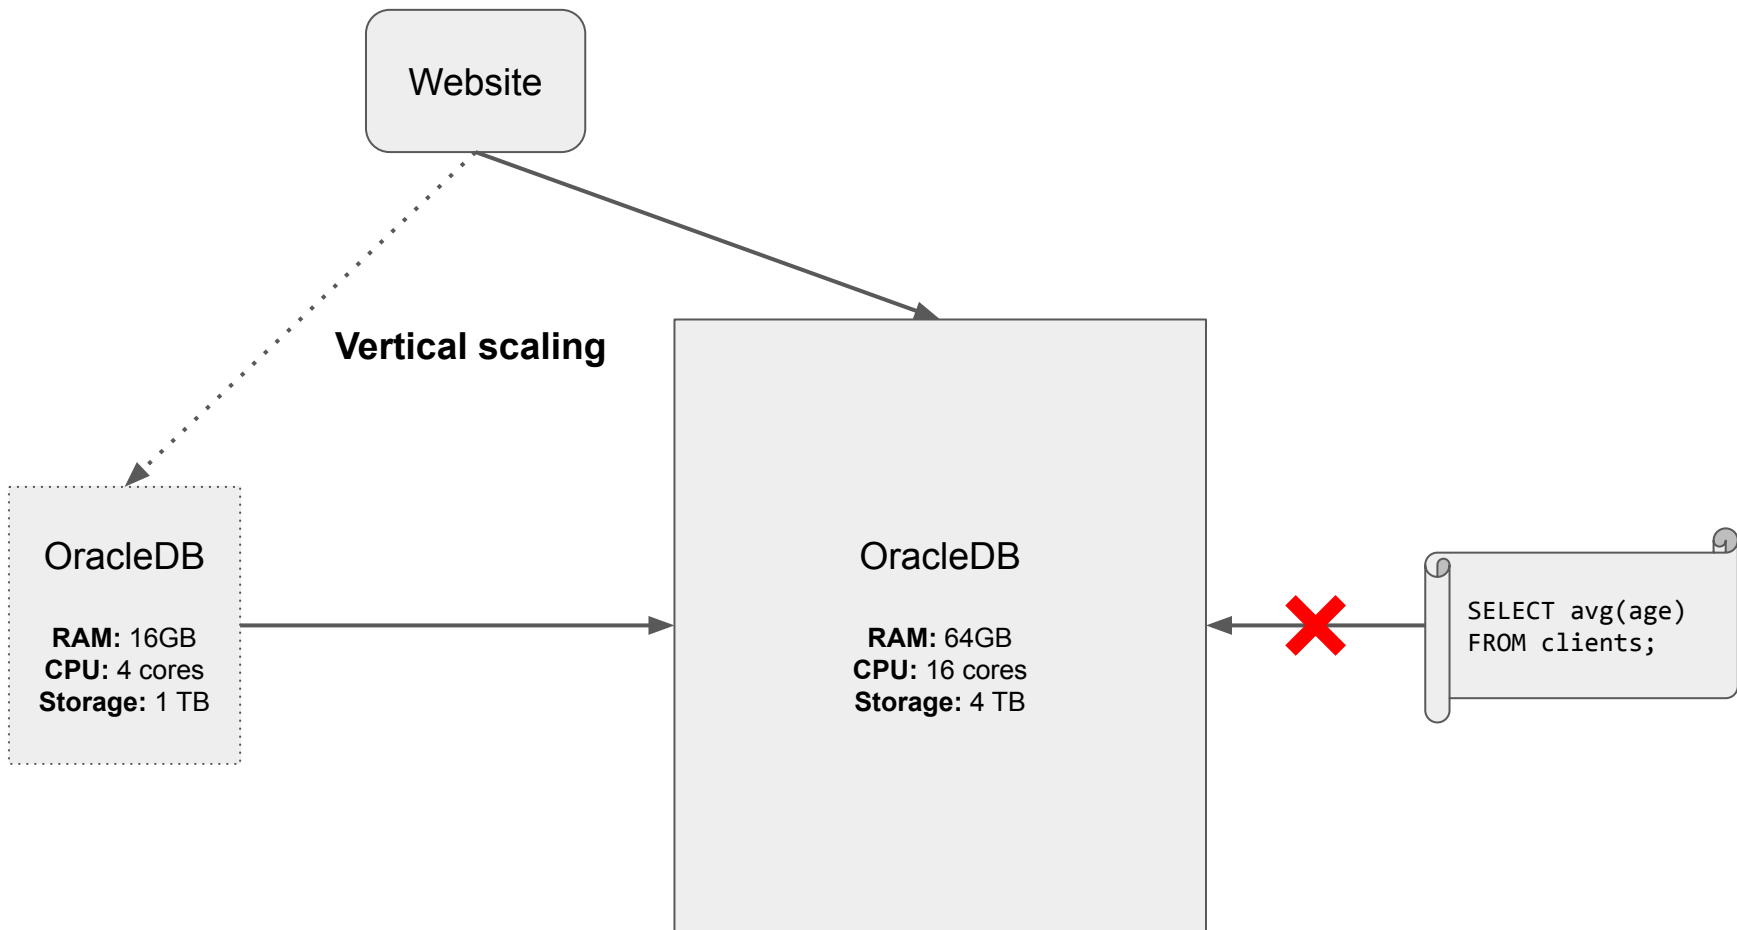 Website
Vertical scaling
OracleDB
RAM: 16GB
CPU: 4 cores
Storage: 1 TB
OracleDB
RAM: 64GB
CPU: 16 cores
Storage: 4 TB
SELECT avg(age)
FROM clients;